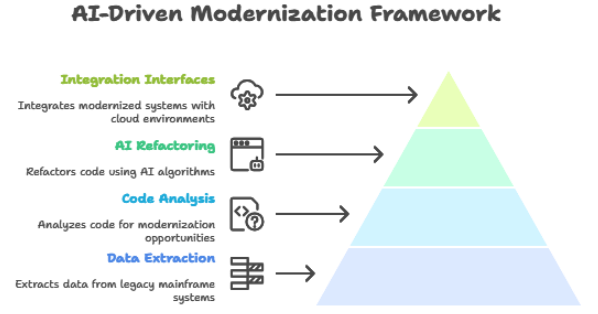 AI-Driven Modernization Framework
Integration Interfaces
Integrates modernized systems with
cloud environments
AI Refactoring
Refactors code using AI algorithms
Code Analysis
Analyzes code for modernization
opportunities
Data Extraction
Extracts data from legacy mainframe
systems